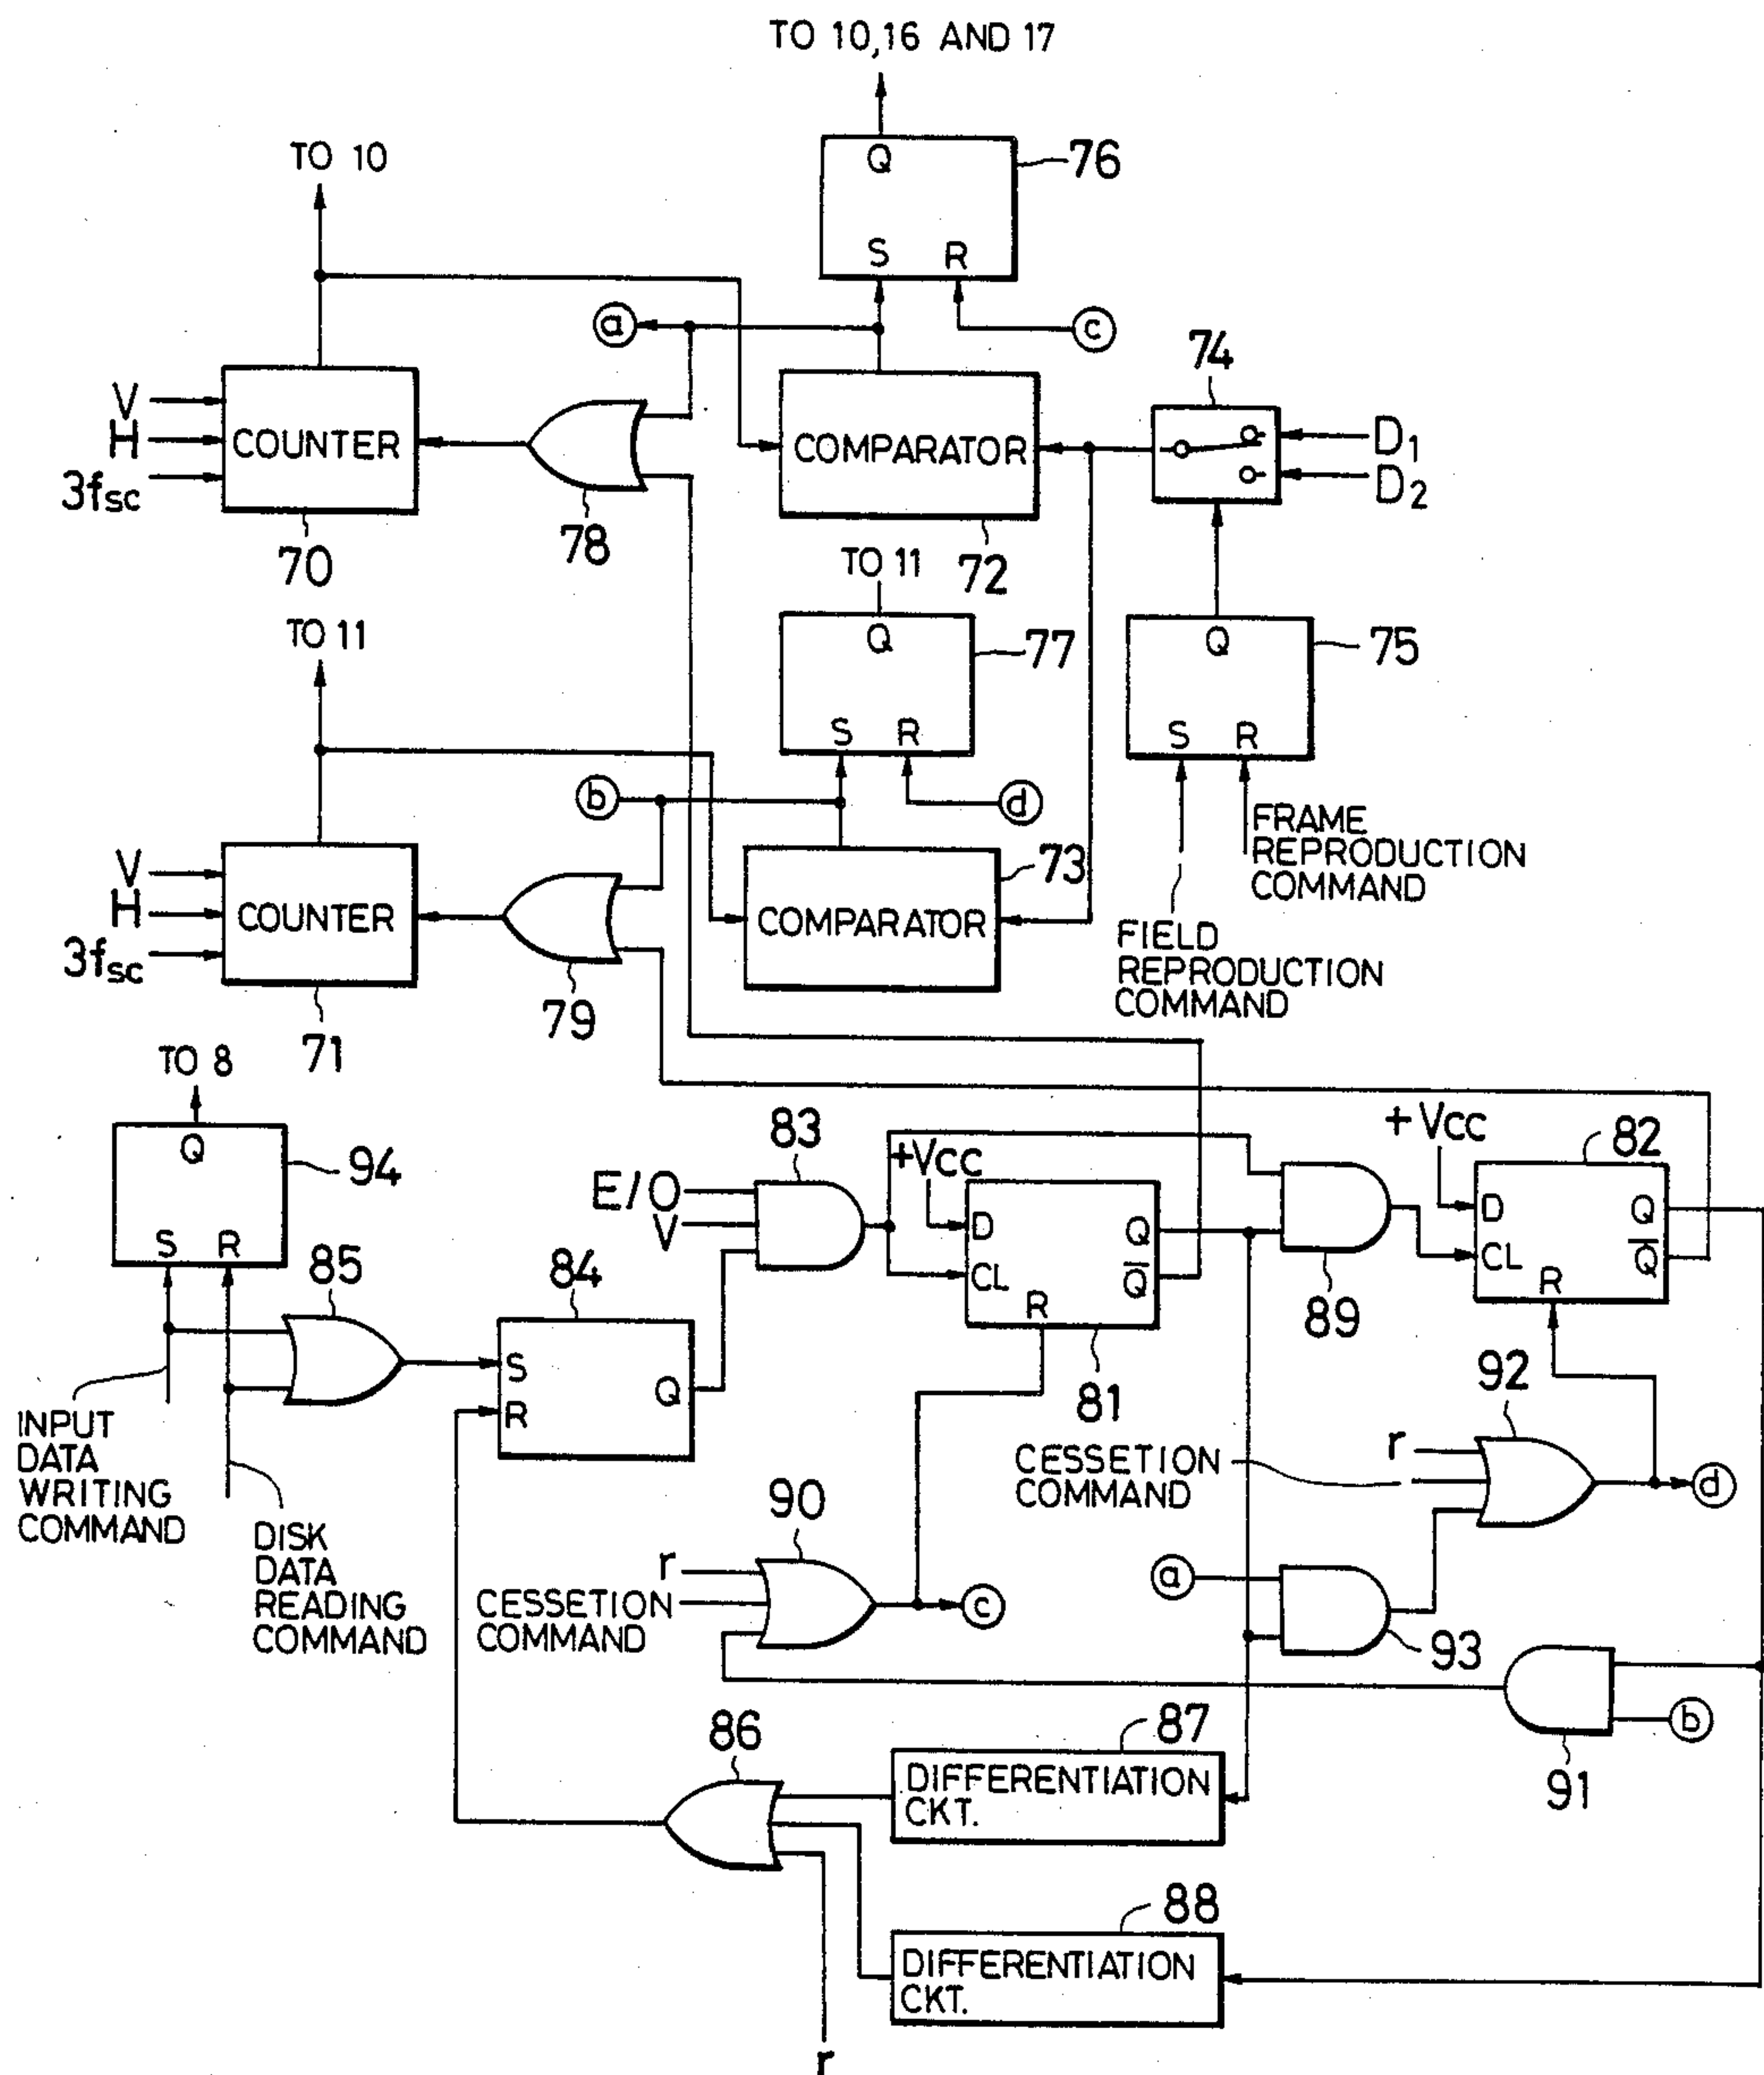 TO 10,16 AND 17
Q
76
S R
TO 10
a
c
74
V
H
3fsc
COUNTER
70
78
COMPARATOR
72
D1
D2
TO 11
Q
77
S R
Q
75
S R
TO 11
b
d
FRAME
REPRODUCTION
COMMAND
FIELD
REPRODUCTION
COMMAND
V
H
3fsc
COUNTER
71
79
COMPARATOR
73
TO 8
Q
94
S R
85
INPUT
DATA
WRITING
COMMAND
DISK
DATA
READING
COMMAND
84
S
R
Q
E/O
V
83
+Vcc
D
CL
R
Q
Q̅
81
89
+Vcc
82
D
CL
R
Q
Q̅
92
r
CESSETION
COMMAND
d
90
r
CESSETION
COMMAND
c
a
93
b
91
86
87
DIFFERENTIATION
CKT.
88
DIFFERENTIATION
CKT.
r